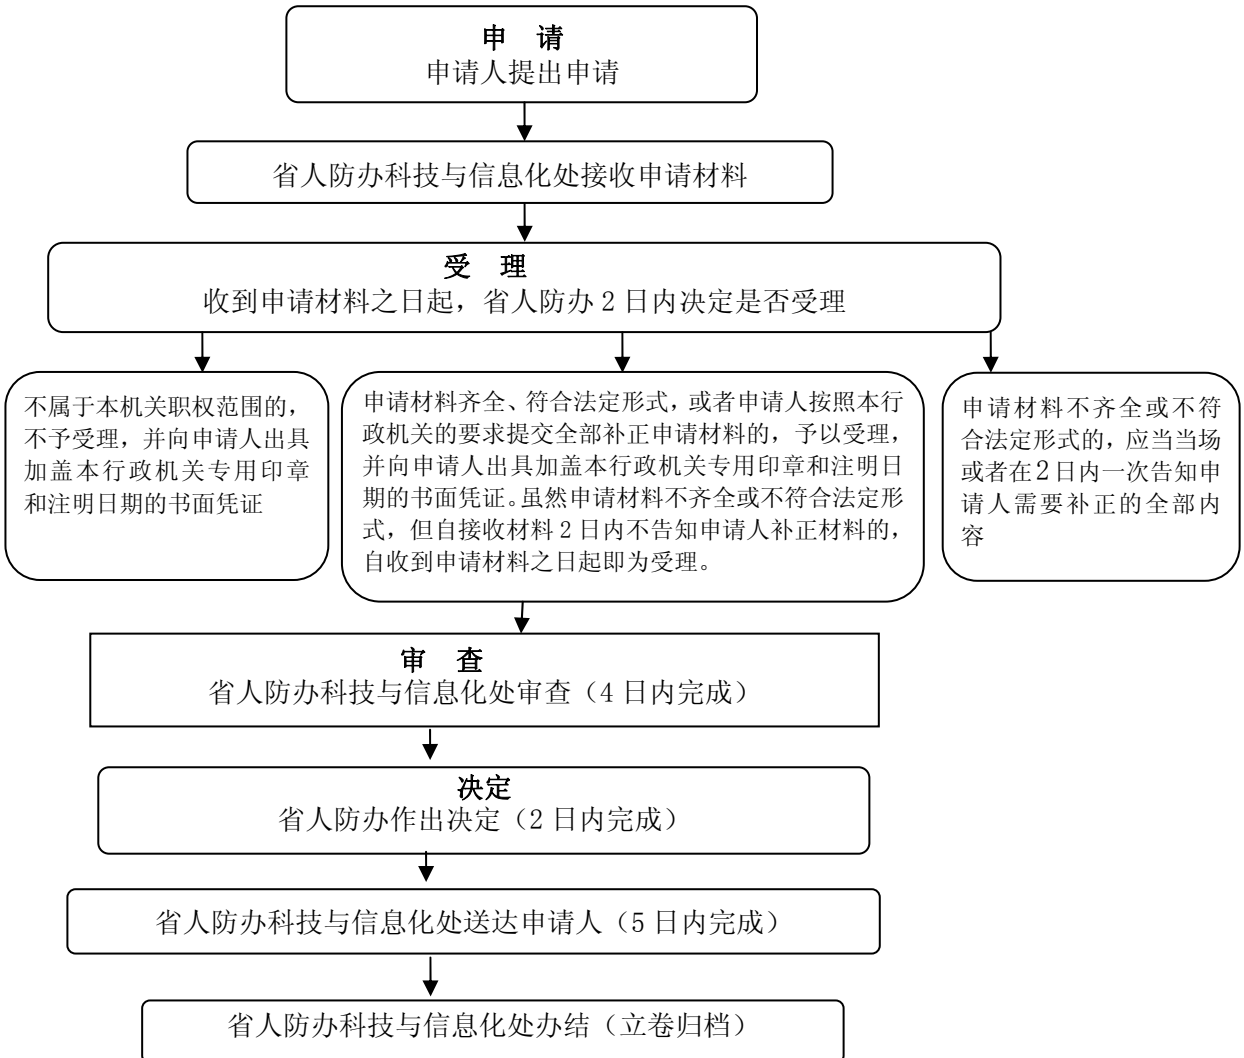 申 请
申请人提出申请
省人防办科技与信息化处接收申请材料
受 理
收到申请材料之日起，省人防办 2 日内决定是否受理
不属于本机关职权范围的，
不予受理，并向申请人出具
加盖本行政机关专用印章
和注明日期的书面凭证
申请材料齐全、符合法定形式，或者申请人按照本行
政机关的要求提交全部补正申请材料的，予以受理，
并向申请人出具加盖本行政机关专用印章和注明日
期的书面凭证。虽然申请材料不齐全或不符合法定形
式，但自接收材料 2 日内不告知申请人补正材料的，
自收到申请材料之日起即为受理。
申请材料不齐全或不符
合法定形式的，应当当场
或者在2日内一次告知申
请人需要补正的全部内
容
审 查
省人防办科技与信息化处审查（4 日内完成）
决定
省人防办作出决定（2 日内完成）
省人防办科技与信息化处送达申请人（5 日内完成）
省人防办科技与信息化处办结（立卷归档）